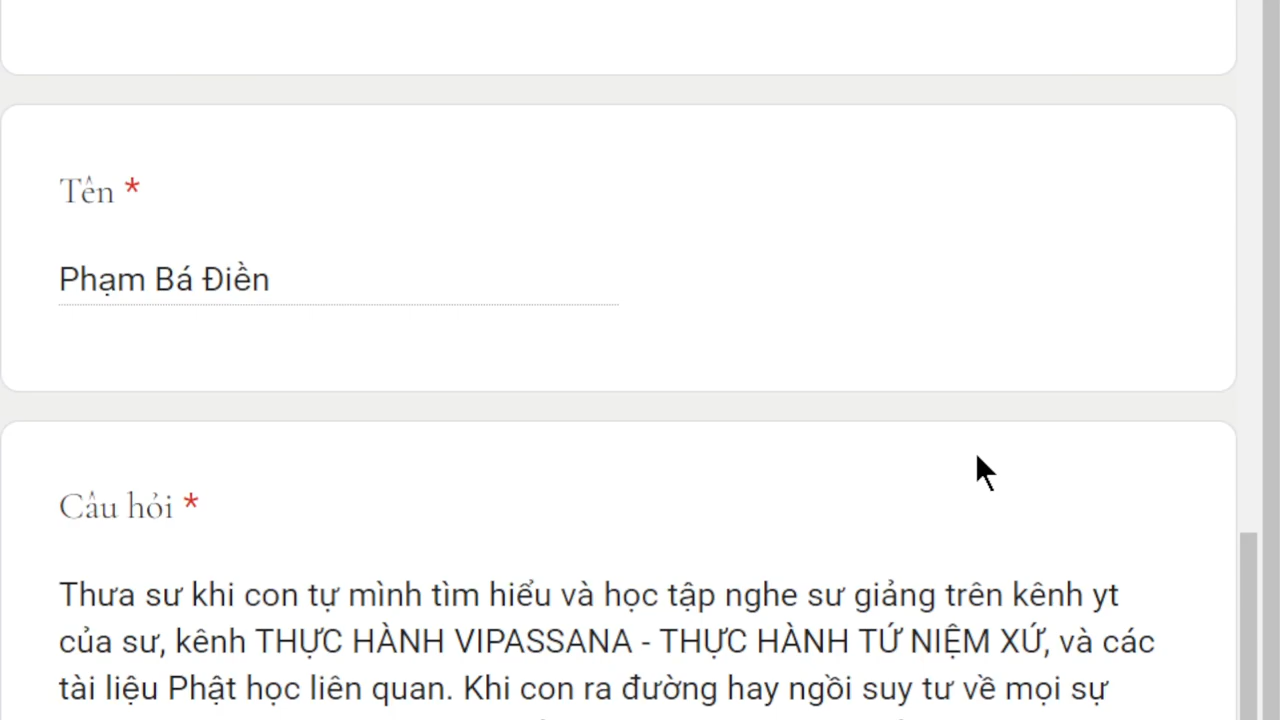 Tên *
Phạm Bá Điền
Câu hỏi *
Thưa sư khi con tự mình tìm hiểu và học tập nghe sư giảng trên kênh yt
của sư, kênh THỰC HÀNH VIPASSANA - THỰC HÀNH TỨ NIỆM XỨ, và các
tài liệu Phật học liên quan. Khi con ra đường hay ngồi suy tư về mọi sự